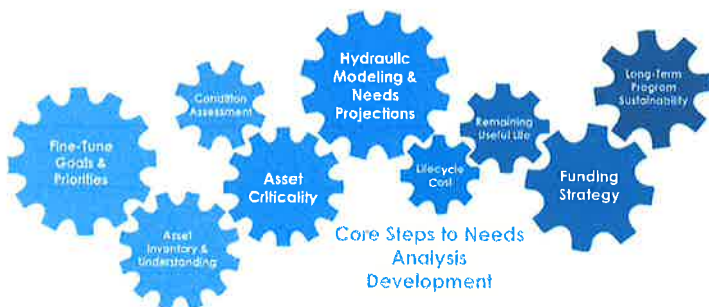 Fine-Tune
Goals &
Priorities
Asset
Inventory &
Understanding
Condition
Assessment
Asset
Criticality
Hydraulic
Modeling &
Needs
Projections
Lifecycle
Cost
Remaining
Useful Life
Funding
Strategy
Long-Term
Program
Sustainability
Core Steps to Needs
Analysis
Development